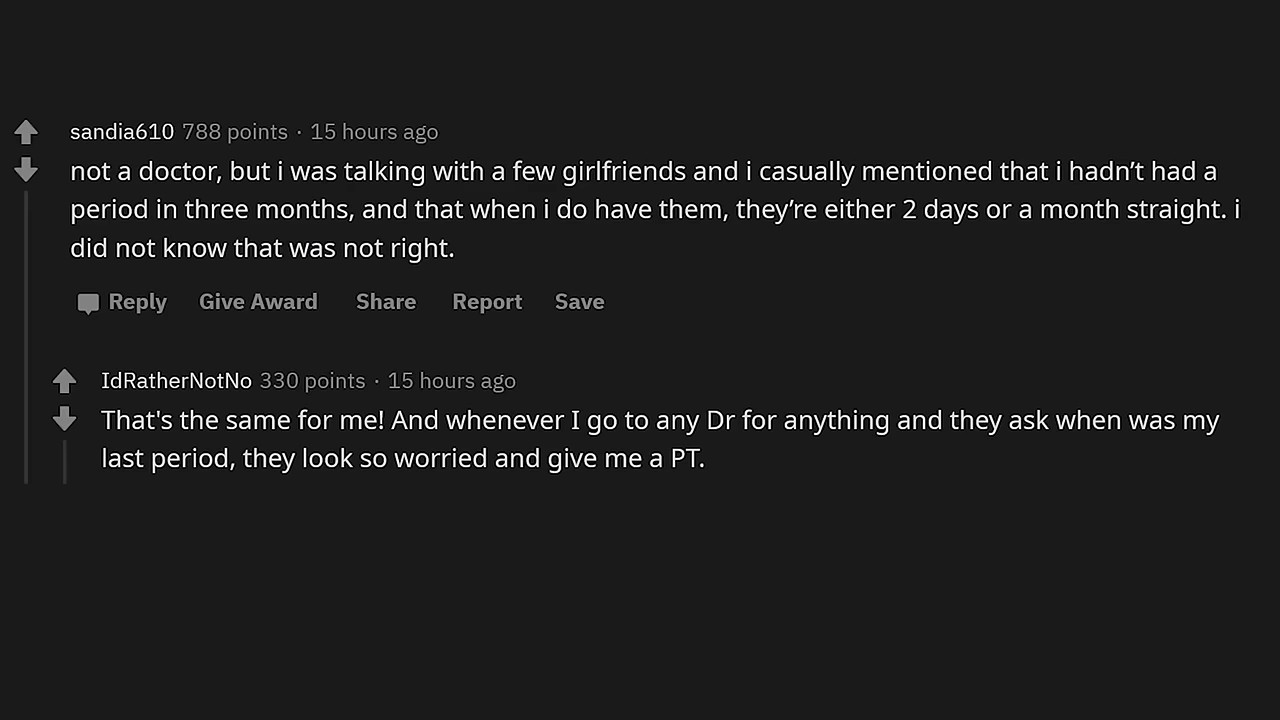 sandia610 788 points · 15 hours ago
not a doctor, but i was talking with a few girlfriends and i casually mentioned that i hadn’t had a
period in three months, and that when i do have them, they’re either 2 days or a month straight. i
did not know that was not right.
Reply Give Award Share Report Save
IdRatherNotNo 330 points · 15 hours ago
That's the same for me! And whenever I go to any Dr for anything and they ask when was my
last period, they look so worried and give me a PT.